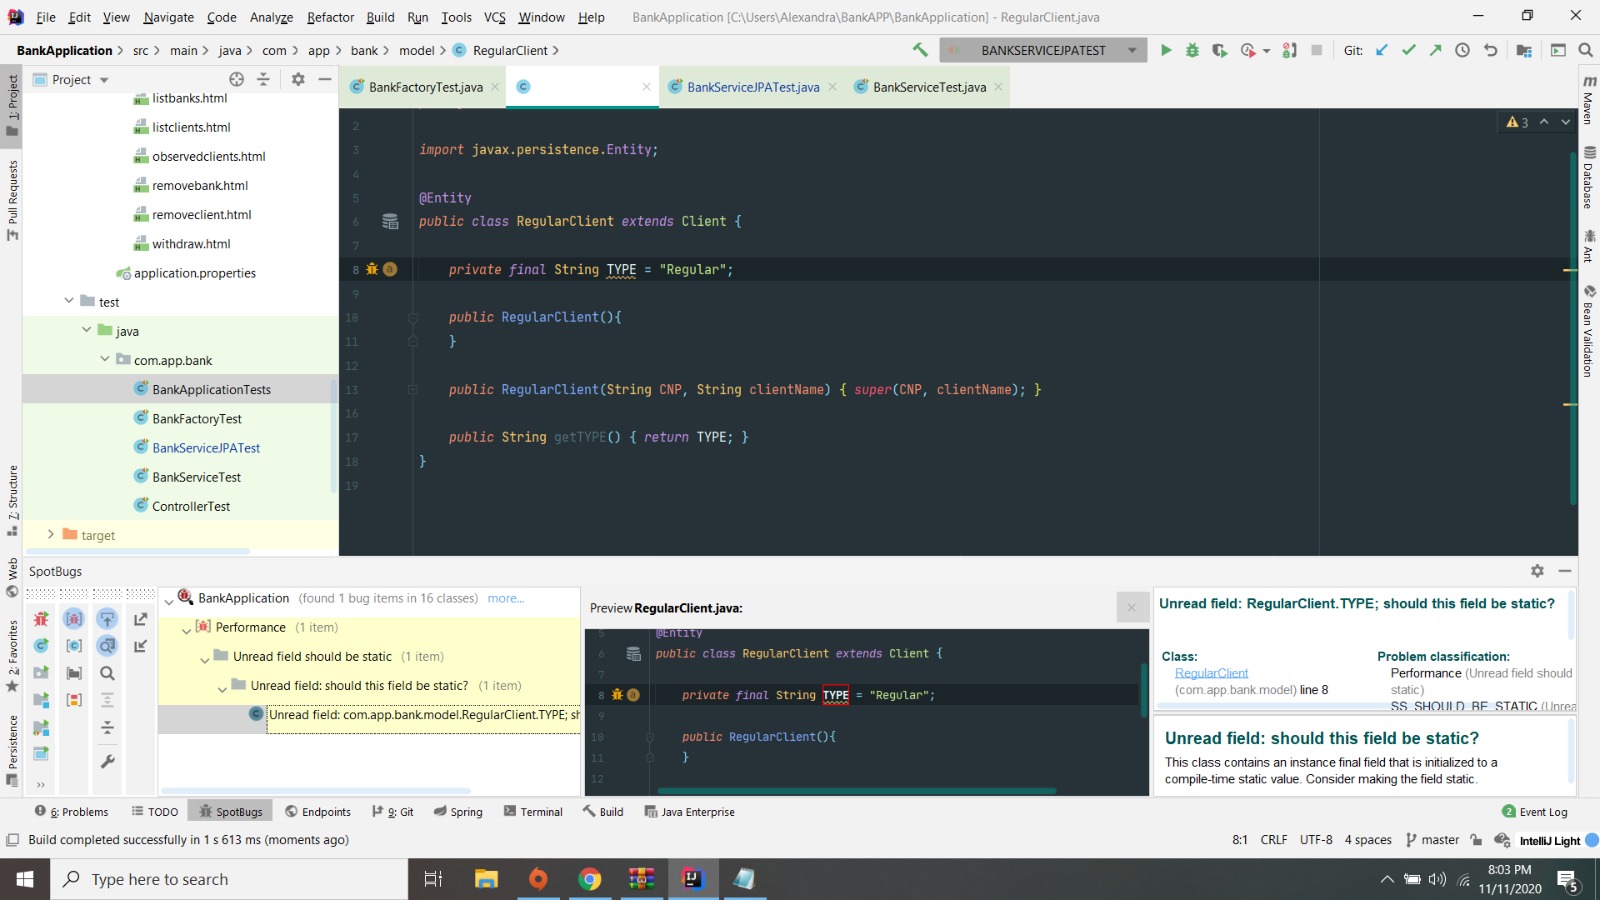 File Edit View Navigate Code Analyze Refactor Build Run Tools VCS Window Help BankApplication [C:\Users\Alexandra\BankAPP\BankApplication] - RegularClient.java
BankApplication src main java com app bank model RegularClient BANKSERVICEJPATEST Git:
Project
BankFactoryTest.java
BankServiceJPATest.java
BankServiceTest.java
1: Project
Pull Requests
7: Structure
Web
2: Favorites
Persistence
listbanks.html
listclients.html
observedclients.html
removebank.html
removeclient.html
withdraw.html
application.properties
test
java
com.app.bank
BankApplicationTests
BankFactoryTest
BankServiceJPATest
BankServiceTest
ControllerTest
target
3
2
3 import javax.persistence.Entity;
4
5 @Entity
6 public class RegularClient extends Client {
7
8 private final String TYPE = "Regular";
9
10 public RegularClient(){
11 }
12
13 public RegularClient(String CNP, String clientName) { super(CNP, clientName); }
16
17 public String getTYPE() { return TYPE; }
18 }
19
Maven
Database
Ant
Bean Validation
SpotBugs
BankApplication (found 1 bug items in 16 classes) more...
Performance (1 item)
Unread field should be static (1 item)
Unread field: should this field be static? (1 item)
Unread field: com.app.bank.model.RegularClient.TYPE; sh
Preview RegularClient.java:
5 @Entity
6 public class RegularClient extends Client {
7
8 private final String TYPE = "Regular";
9
10 public RegularClient(){
11 }
12
Unread field: RegularClient.TYPE; should this field be static?
Class:
RegularClient
(com.app.bank.model) line 8
Problem classification:
Performance (Unread field should
static)
SS_SHOULD_BE_STATIC (Unrea
Unread field: should this field be static?
This class contains an instance final field that is initialized to a
compile-time static value. Consider making the field static.
6: Problems TODO SpotBugs Endpoints 9: Git Spring Terminal Build Java Enterprise 2 Event Log
Build completed successfully in 1 s 613 ms (moments ago) 8:1 CRLF UTF-8 4 spaces master IntelliJ Light
Type here to search
8:03 PM
11/11/2020
5